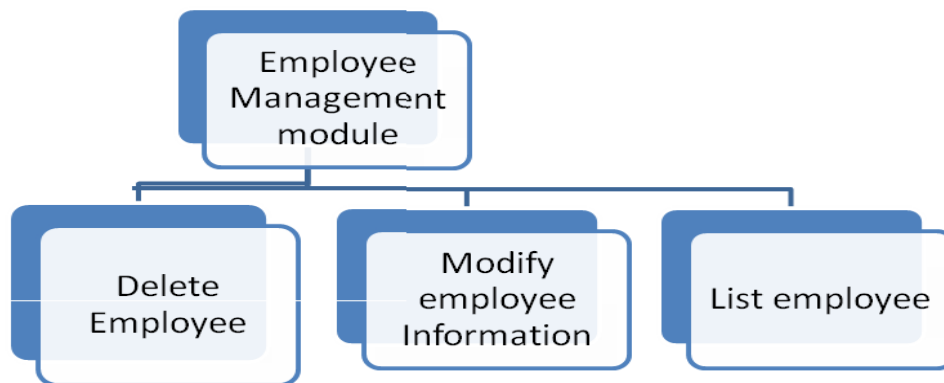 Employee
Management
module
Delete
Employee
Modify
employee
Information
List employee